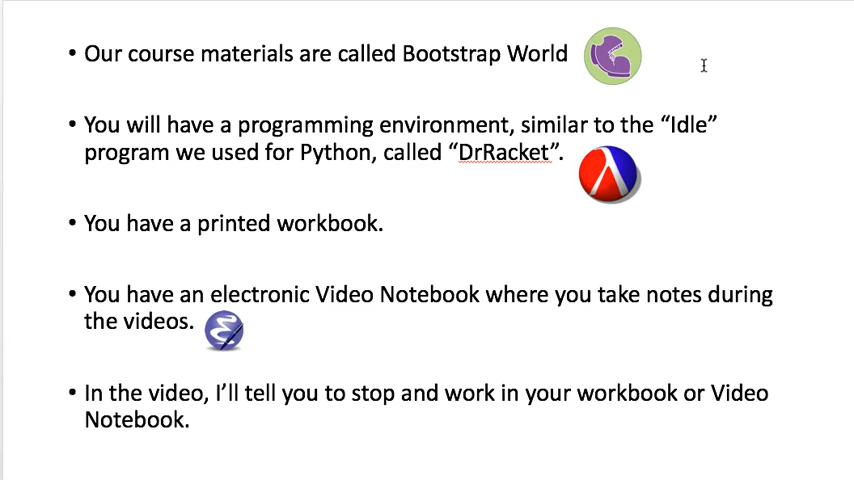 • Our course materials are called Bootstrap World
• You will have a programming environment, similar to the “Idle”
program we used for Python, called “DrRacket”.
• You have a printed workbook.
• You have an electronic Video Notebook where you take notes during
the videos.
• In the video, I’ll tell you to stop and work in your workbook or Video
Notebook.